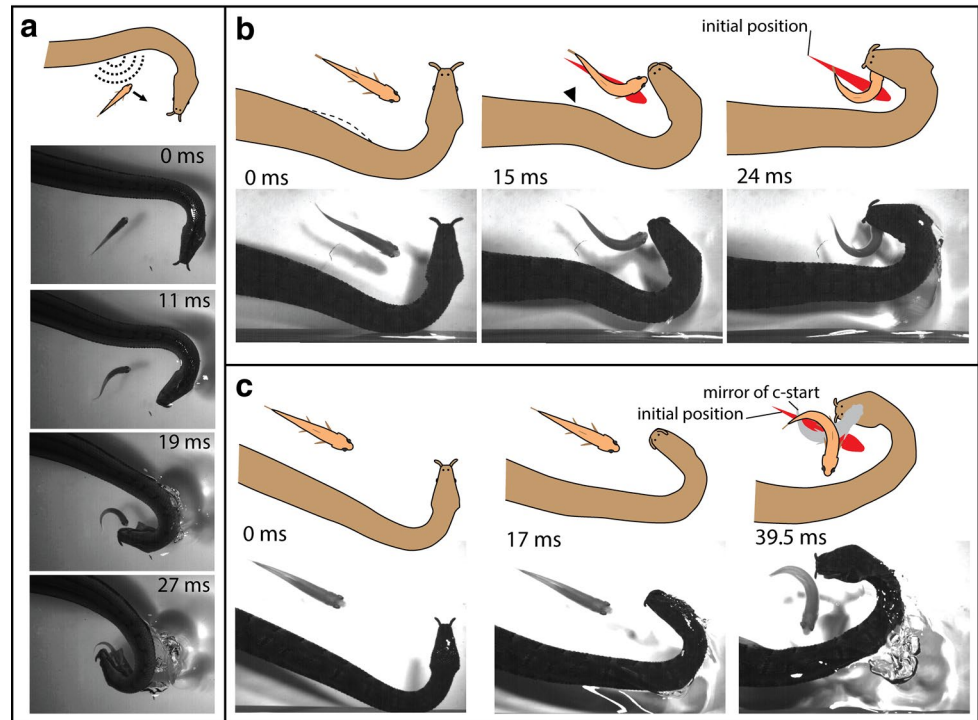 a
0 ms
11 ms
19 ms
27 ms
b
initial position
0 ms
15 ms
24 ms
c
mirror of c-start
initial position
0 ms
17 ms
39.5 ms